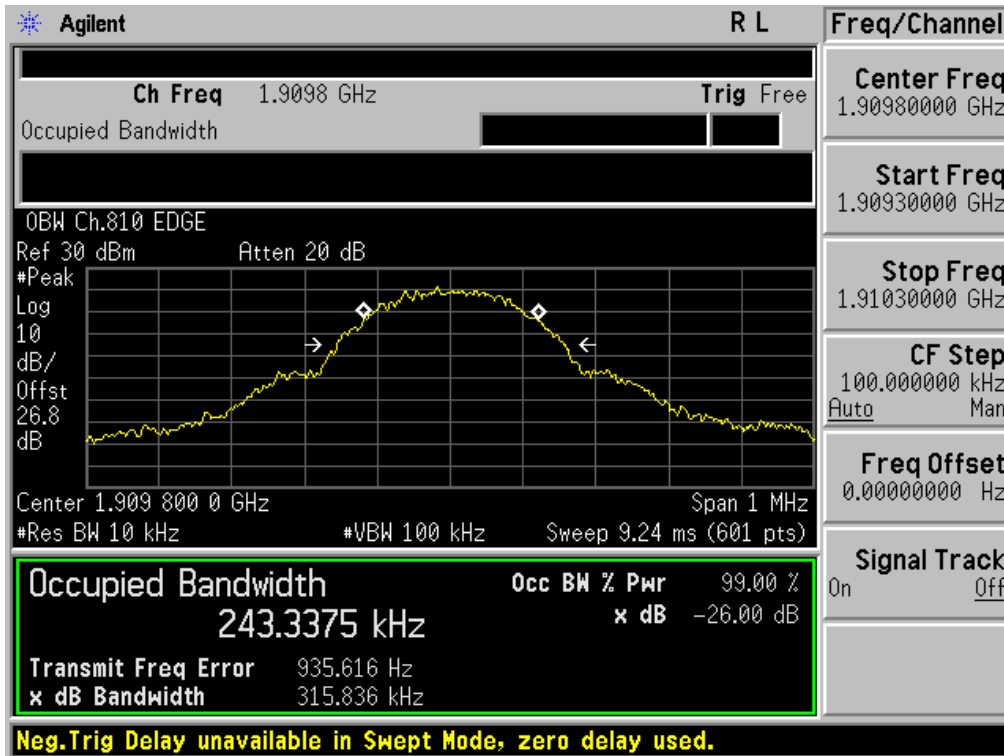 Agilent R L
Freq/Channel
Ch Freq 1.9098 GHz Trig Free
Occupied Bandwidth
OBW Ch.810 EDGE
Ref 30 dBm Atten 20 dB
#Peak
Log
10
dB/
Offst
26.8
dB
Center 1.909 800 0 GHz Span 1 MHz
#Res BW 10 kHz #VBW 100 kHz Sweep 9.24 ms (601 pts)
Occupied Bandwidth
243.3375 kHz
Occ BW % Pwr 99.00 %
x dB -26.00 dB
Transmit Freq Error 935.616 Hz
x dB Bandwidth 315.836 kHz
Neg.Trig Delay unavailable in Swept Mode, zero delay used.
Center Freq
1.90980000 GHz
Start Freq
1.90930000 GHz
Stop Freq
1.91030000 GHz
CF Step
100.000000 kHz
Auto Man
Freq Offset
0.00000000 Hz
Signal Track
On Off